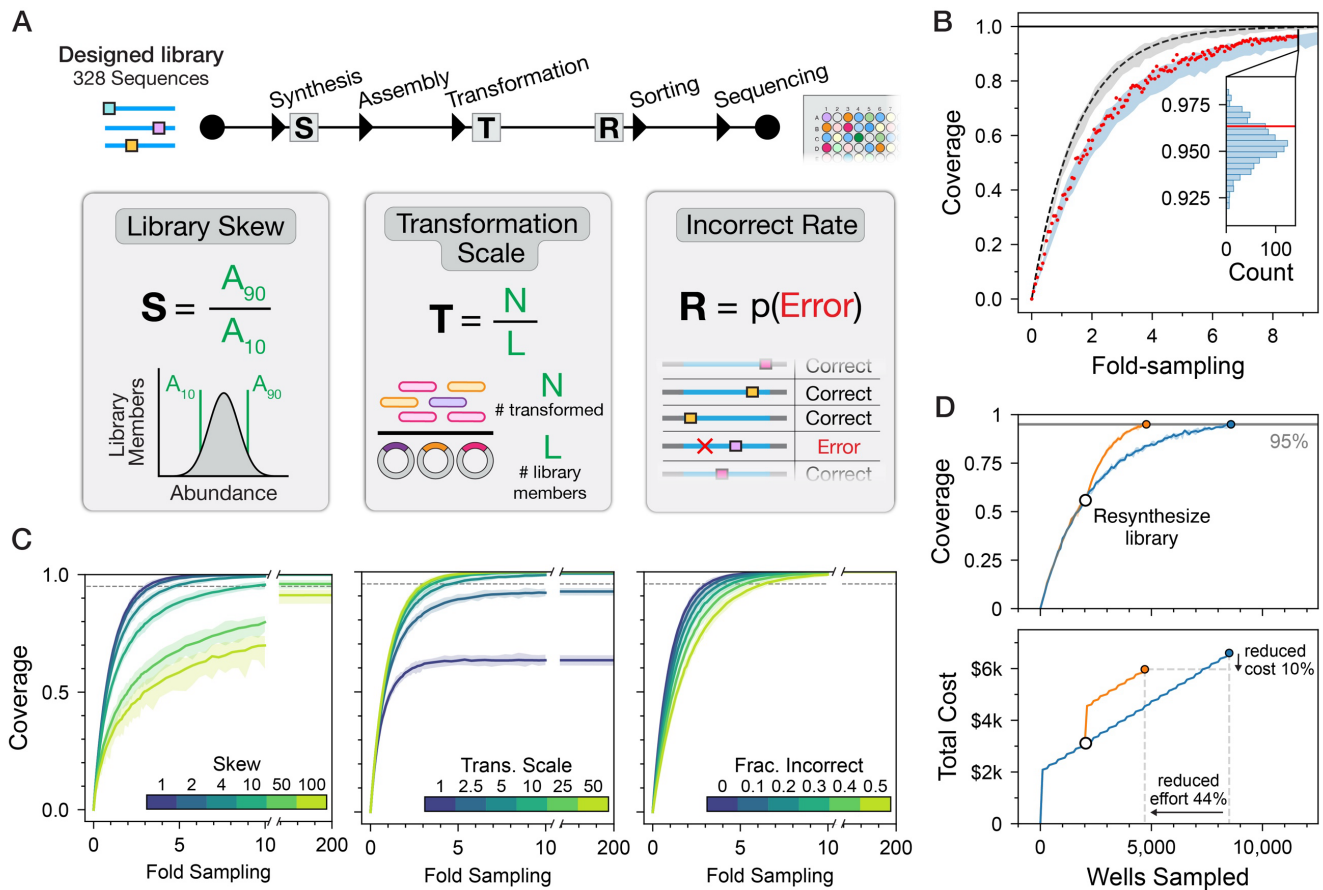 A
Designed library
328 Sequences
Synthesis
Assembly
Transformation
Sorting
Sequencing
S
T
R
1 2 3 4 5 6 7
A
B
C
D
Library Skew
S = A90 / A10
Library
Members
A10
A90
Abundance
Transformation
Scale
T = N / L
N
# transformed
L
# library
members
Incorrect Rate
R = p(Error)
Correct
Correct
Correct
Error
Correct
B
Coverage
1.0
0.8
0.6
0.4
0.2
0.0
0 2 4 6 8
Fold-sampling
0.975
0.950
0.925
0 100
Count
C
Coverage
1.0
0.5
0.0
Skew
1 2 4 10 50 100
0 5 10 200
Fold Sampling
Trans. Scale
1 2.5 5 10 25 50
0 5 10 200
Fold Sampling
Frac. Incorrect
0 0.1 0.2 0.3 0.4 0.5
0 5 10 200
Fold Sampling
D
Coverage
1
0.75
0.5
0.25
0
95%
Resynthesize
library
Total Cost
$6k
$4k
$2k
0
reduced
cost 10%
reduced
effort 44%
0 5,000 10,000
Wells Sampled